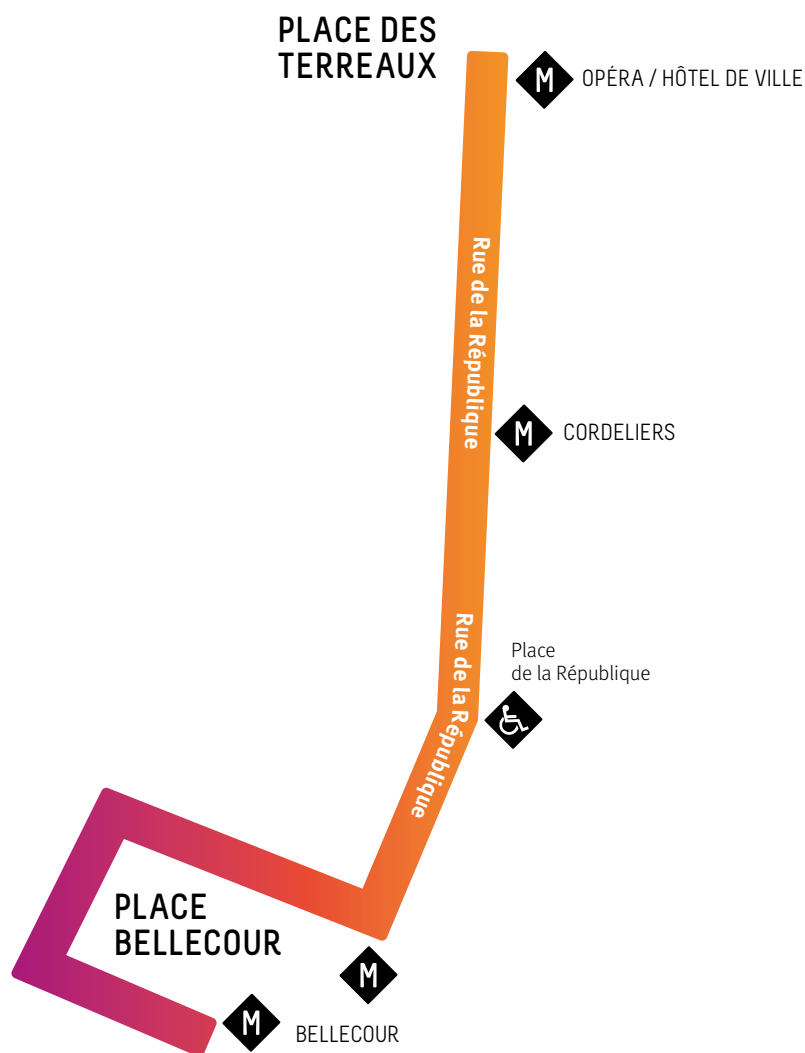 PLACE DES
TERREAUX
M
OPÉRA / HÔTEL DE VILLE
Rue de la République
M
CORDELIERS
Rue de la République
Place
de la République
PLACE
BELLECOUR
M
M
BELLECOUR